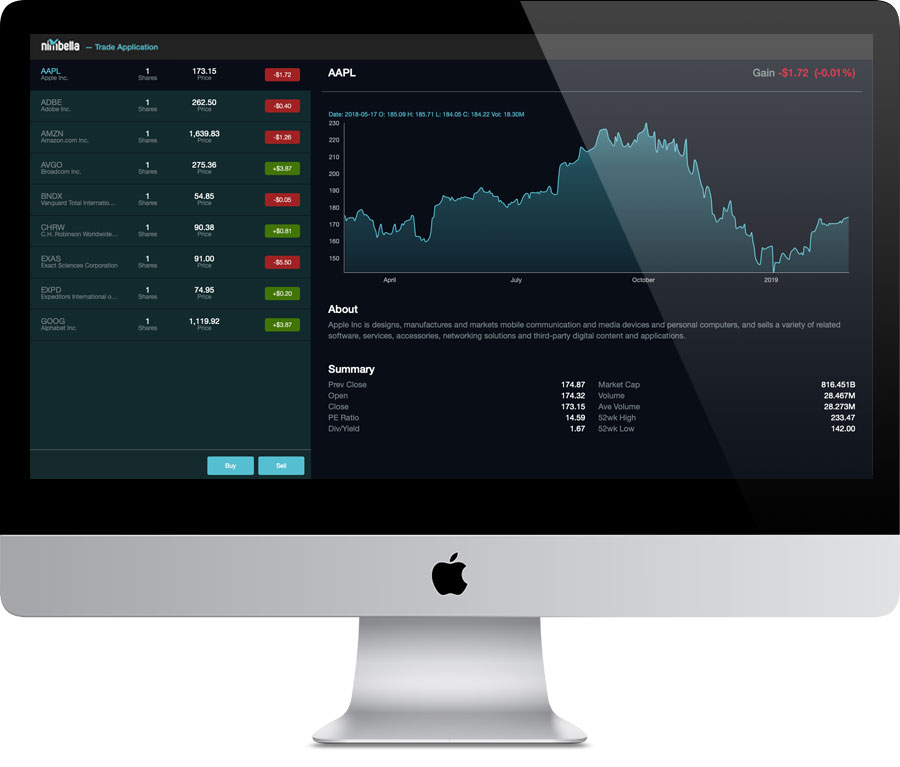 nimbella — Trade Application
AAPL 1 173.15 -$1.72
Apple Inc. Shares Price
ADBE 1 262.50 -$0.40
Adobe Inc. Shares Price
AMZN 1 1,639.83 -$1.26
Amazon.com Inc. Shares Price
AVGO 1 275.36 +$3.87
Broadcom Inc. Shares Price
BNDX 1 54.85 -$0.05
Vanguard Total Internatio... Shares Price
CHRW 1 90.38 +$0.81
C.H. Robinson Worldwide... Shares Price
EXAS 1 91.00 -$5.50
Exact Sciences Corporation Shares Price
EXPD 1 74.95 +$0.20
Expeditors International o... Shares Price
GOOG 1 1,119.92 +$3.87
Alphabet Inc. Shares Price
Buy Sell
AAPL Gain -$1.72 (-0.01%)
Date: 2018-05-17 O: 185.09 H: 185.71 L: 184.05 C: 184.22 Vol: 18.30M
230
220
210
200
190
180
170
160
150
April July October 2019
About
Apple Inc is designs, manufactures and markets mobile communication and media devices and personal computers, and sells a variety of related
software, services, accessories, networking solutions and third-party digital content and applications.
Summary
Prev Close 174.87 Market Cap 816.451B
Open 174.32 Volume 28.467M
Close 173.15 Ave Volume 28.273M
PE Ratio 14.59 52wk High 233.47
Div/Yield 1.67 52wk Low 142.00